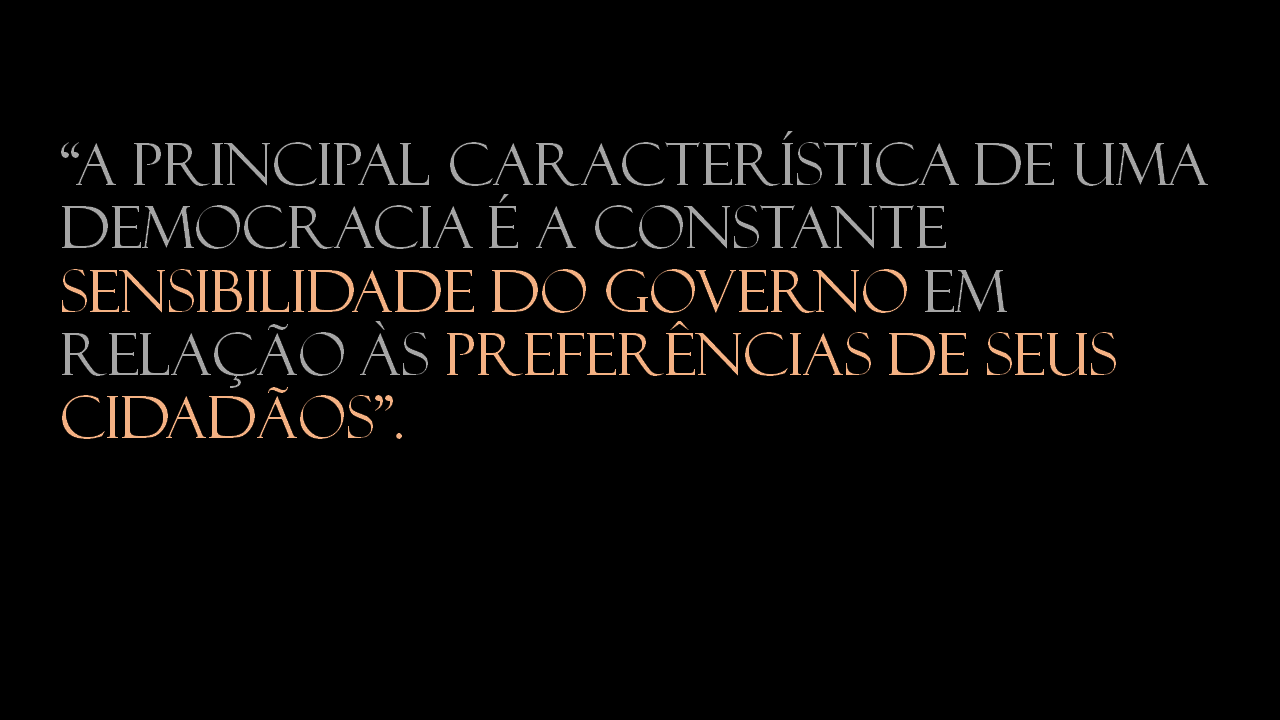 “A PRINCIPAL CARACTERÍSTICA DE UMA
DEMOCRACIA É A CONSTANTE
SENSIBILIDADE DO GOVERNO EM
RELAÇÃO ÀS PREFERÊNCIAS DE SEUS
CIDADÃOS”.